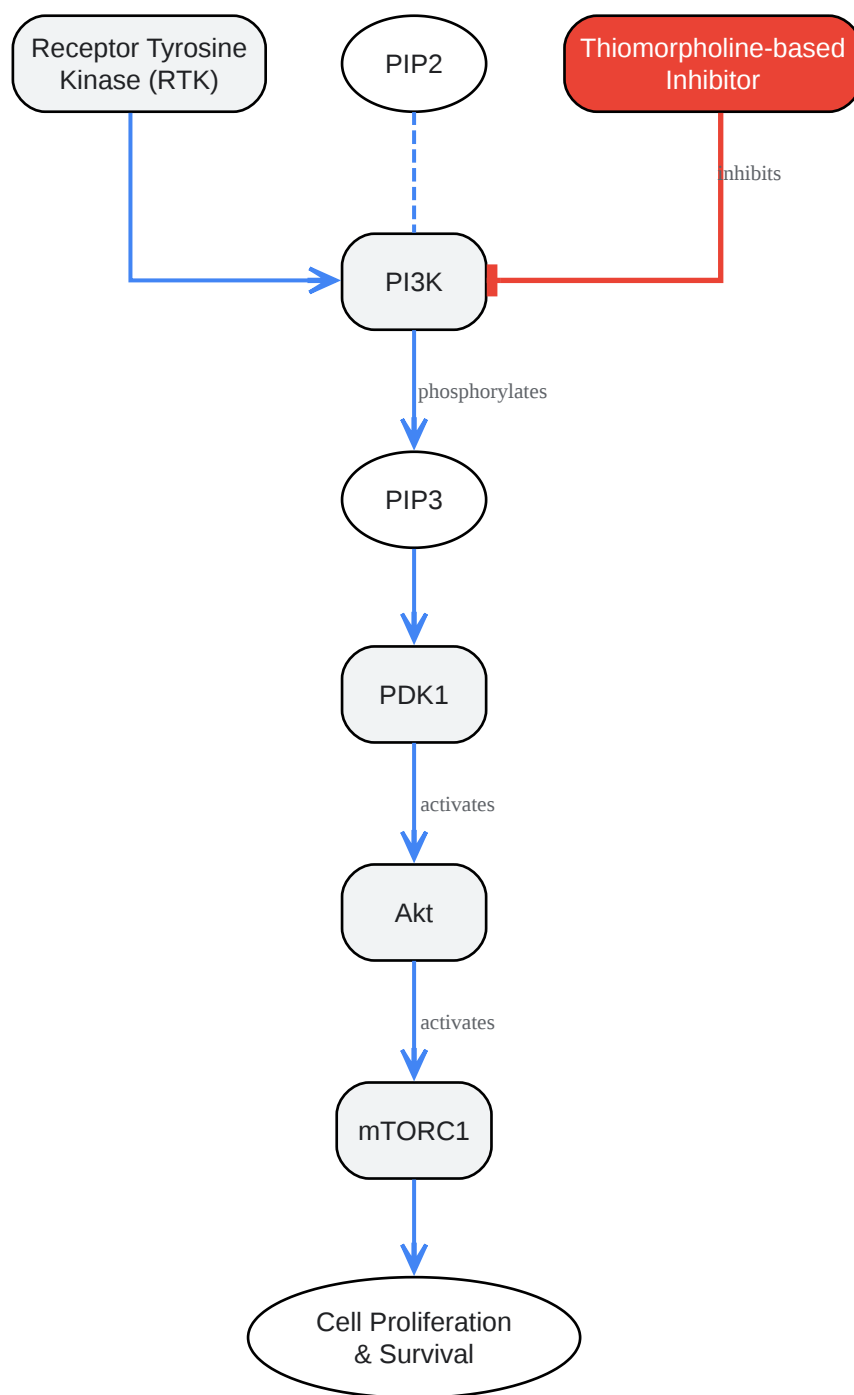 Receptor Tyrosine
Kinase (RTK)
PIP2
Thiomorpholine-based
Inhibitor
inhibits
PI3K
phosphorylates
PIP3
PDK1
activates
Akt
activates
mTORC1
Cell Proliferation
& Survival